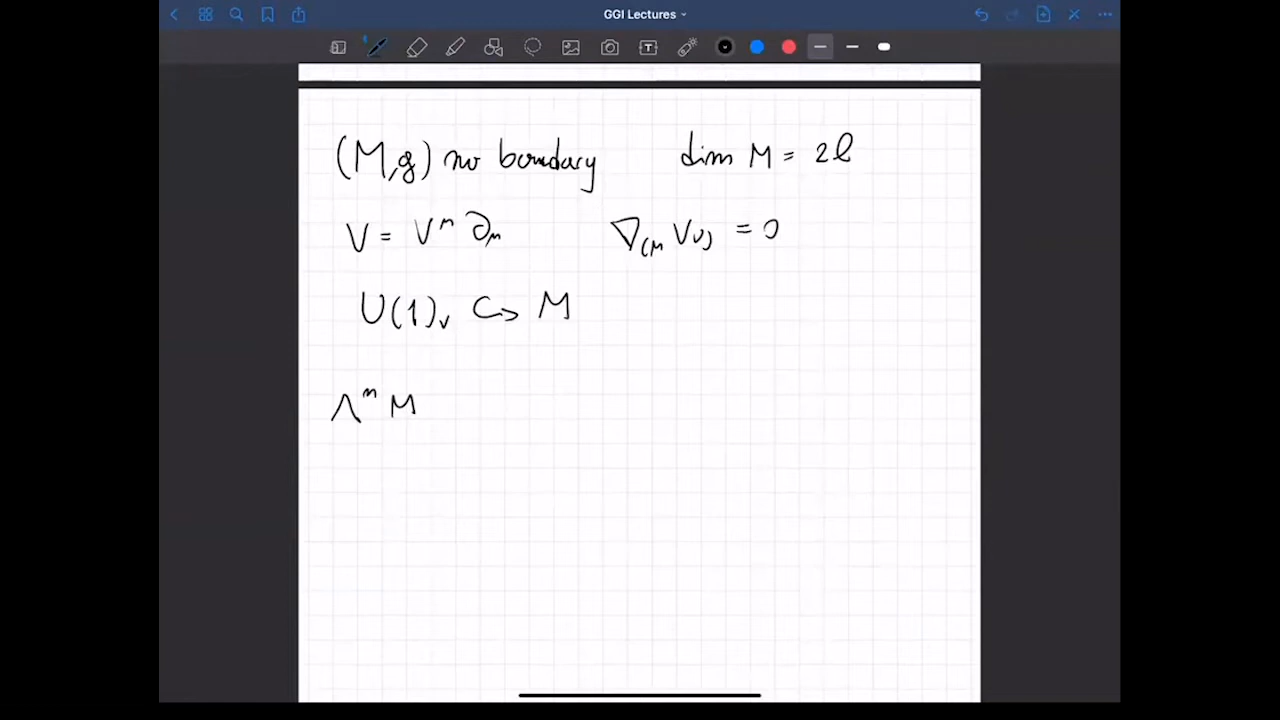 GGI Lectures
(M,g) no boundary dim M = 2l
V = V^μ ∂_μ ∇_(μ V_ν) = 0
U(1)_V ↪ M
Λ^n M